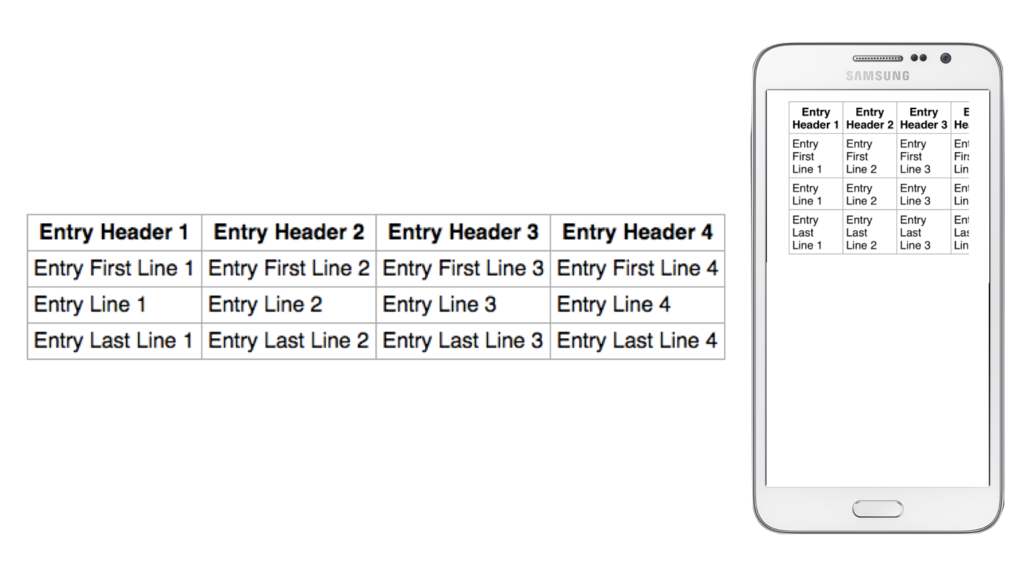 Entry Header 1 Entry Header 2 Entry Header 3 Entry Header 4
Entry First Line 1 Entry First Line 2 Entry First Line 3 Entry First Line 4
Entry Line 1 Entry Line 2 Entry Line 3 Entry Line 4
Entry Last Line 1 Entry Last Line 2 Entry Last Line 3 Entry Last Line 4
SAMSUNG
Entry Entry Entry E
Header 1 Header 2 Header 3 He
Entry Entry Entry Ent
First First First Firs
Line 1 Line 2 Line 3 Lin
Entry Entry Entry Ent
Line 1 Line 2 Line 3 Lin
Entry Entry Entry Ent
Last Last Last Las
Line 1 Line 2 Line 3 Lin